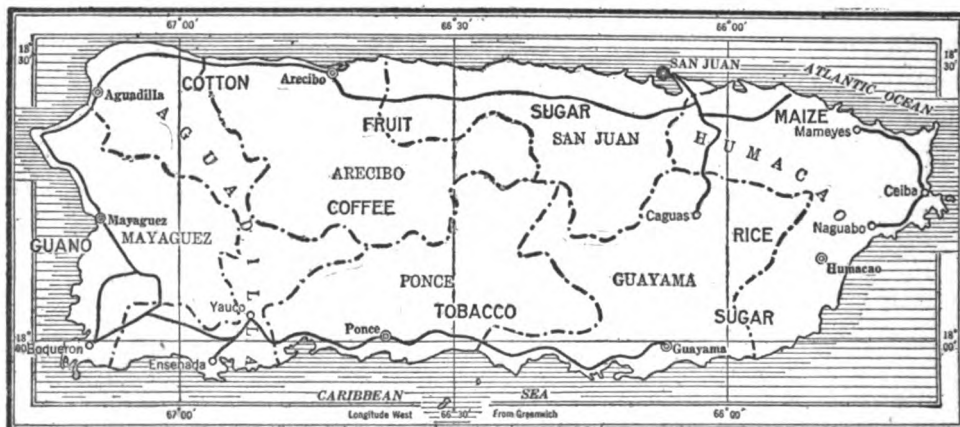 67°00'
66°30'
66°00'
18° 30'
18° 30'
SAN JUAN
ATLANTIC OCEAN
Arecibo
COTTON
Aguadilla
AGUADILLA
FRUIT
SUGAR
SAN JUAN
MAIZE
Mameyes
HUMACAO
ARECIBO
COFFEE
Ceiba
Mayaguez
MAYAGUEZ
Caguas
Naguabo
GUANO
RICE
Humacao
PONCE
GUAYAMA
Yauco
TOBACCO
SUGAR
Ponce
18° 00'
Boqueron
Guayama
18° 00'
Ensenada
CARIBBEAN SEA
67°00'
Longitude West 66°30' From Greenwich
66°00'